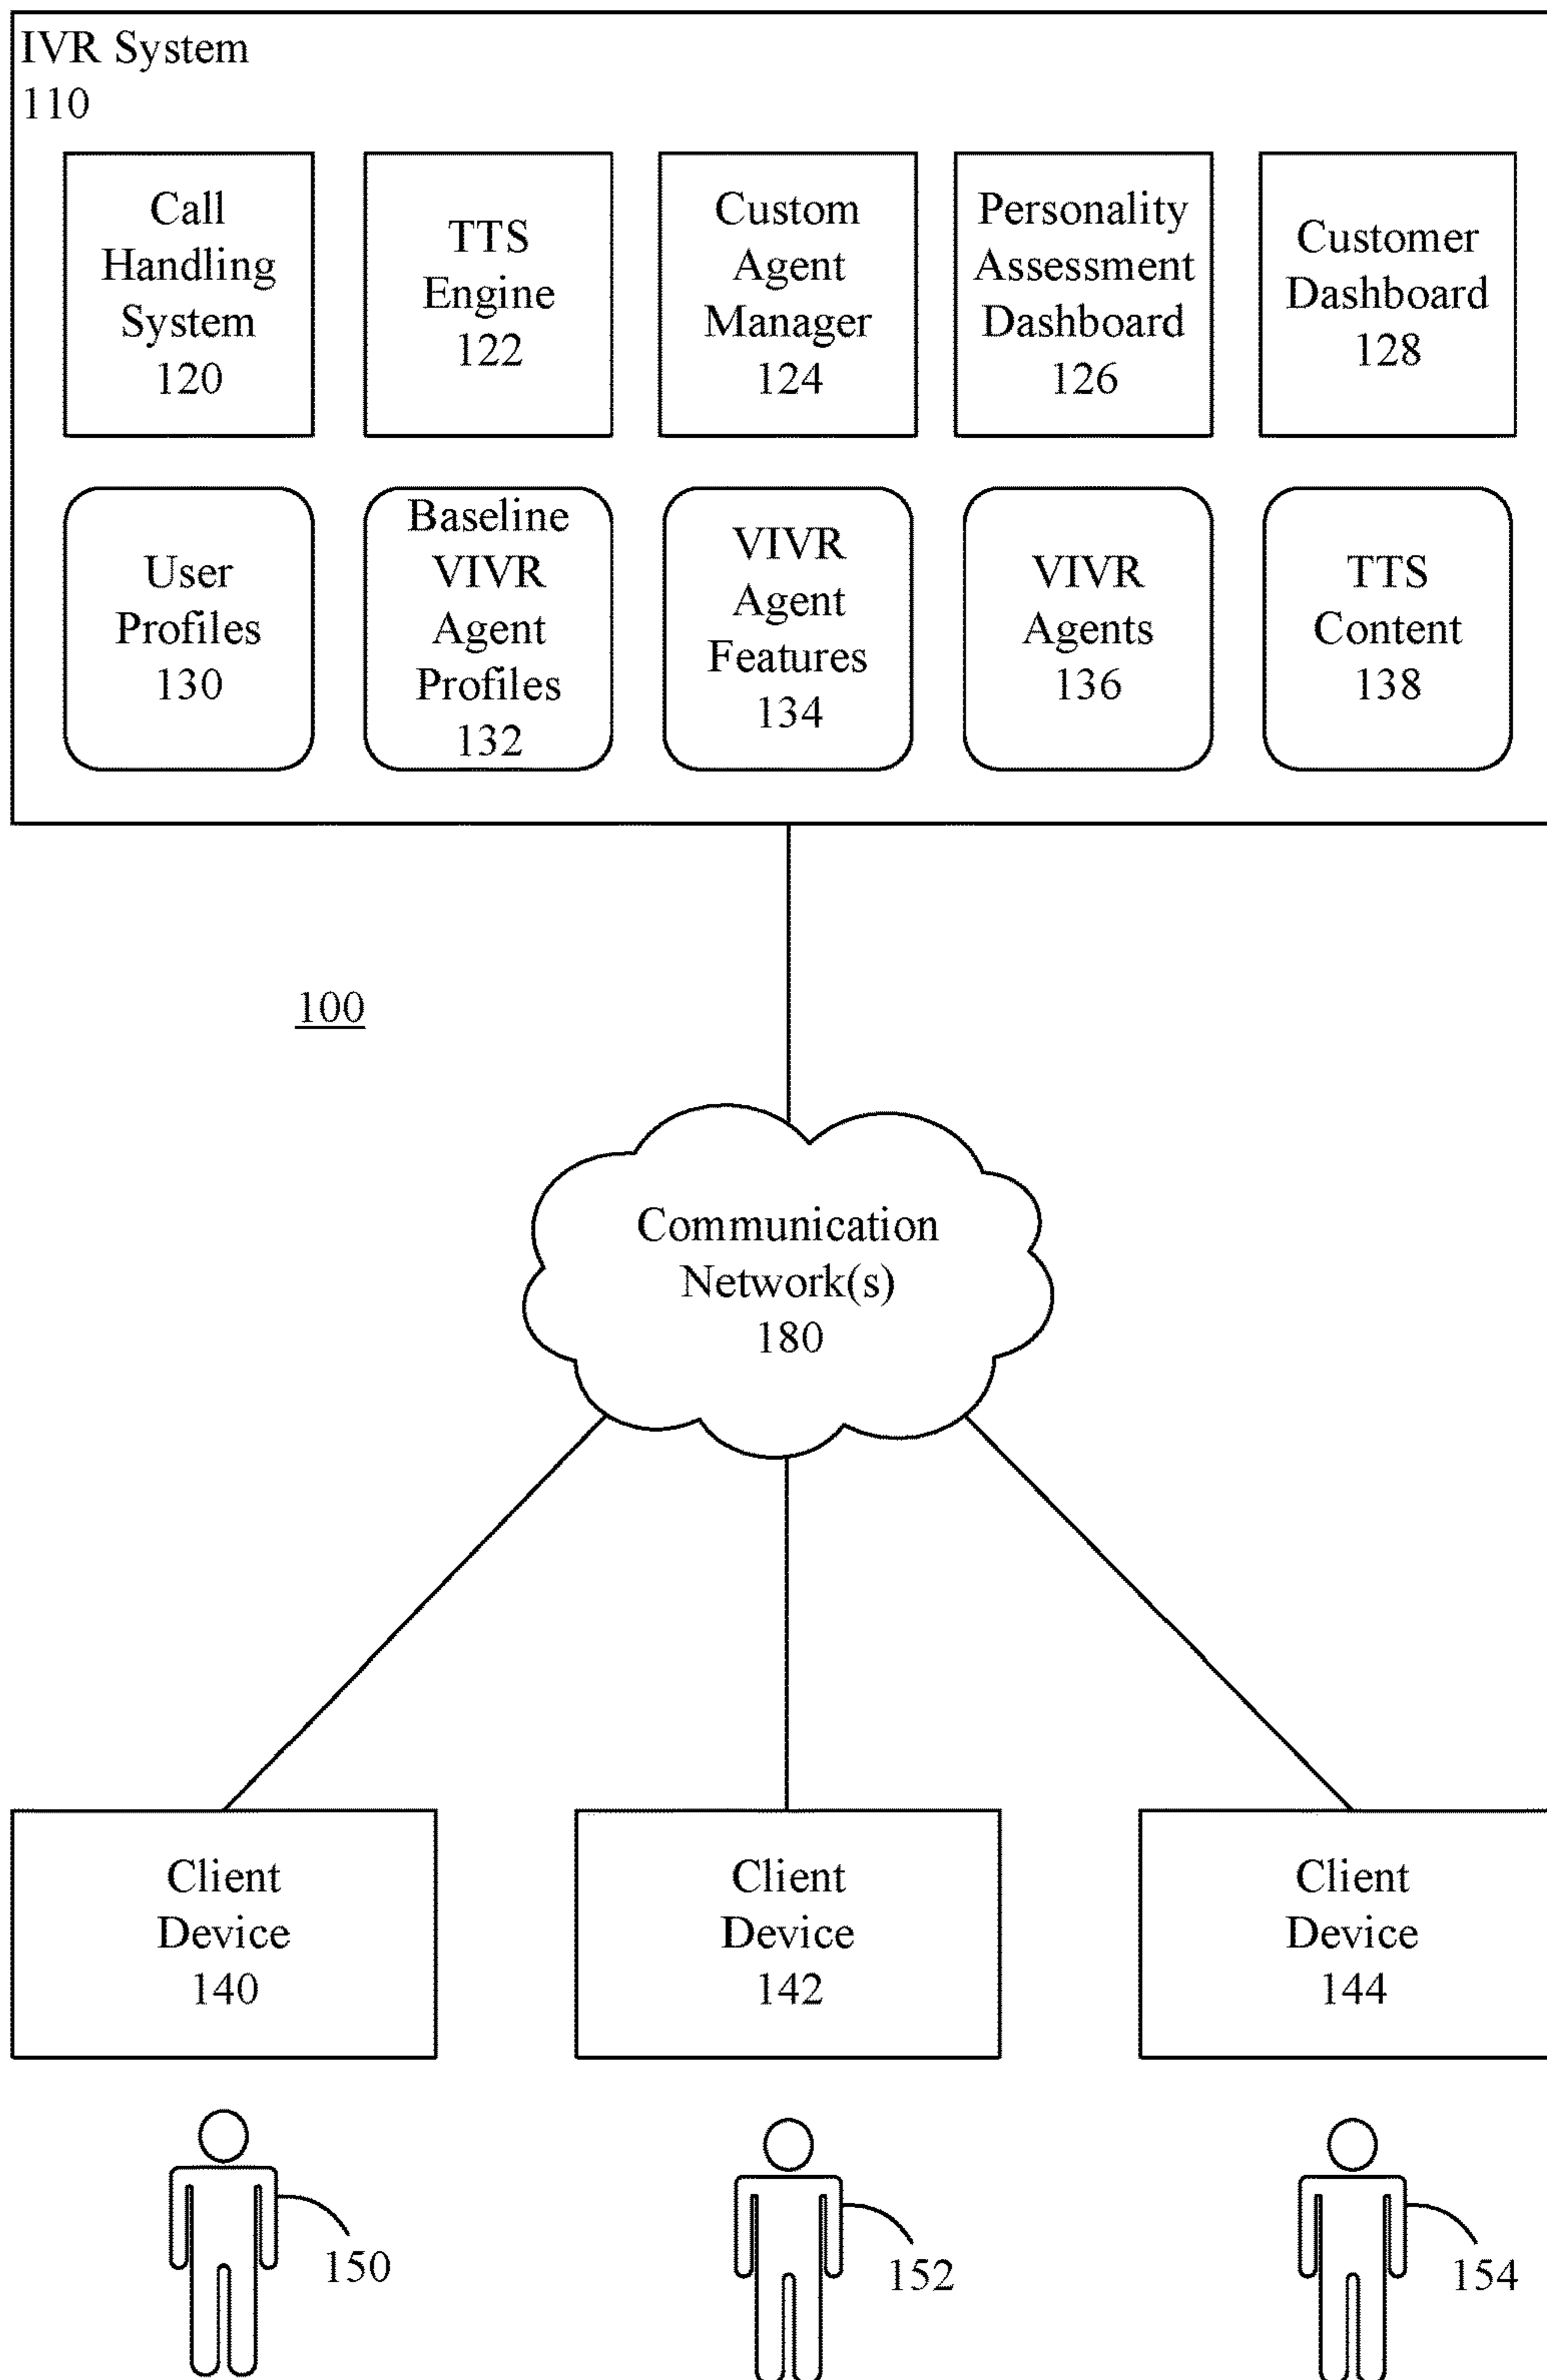 IVR System
110
Call
Handling
System
120
TTS
Engine
122
Custom
Agent
Manager
124
Personality
Assessment
Dashboard
126
Customer
Dashboard
128
User
Profiles
130
Baseline
VIVR
Agent
Profiles
132
VIVR
Agent
Features
134
VIVR
Agents
136
TTS
Content
138
100
Communication
Network(s)
180
Client
Device
140
Client
Device
142
Client
Device
144
150
152
154